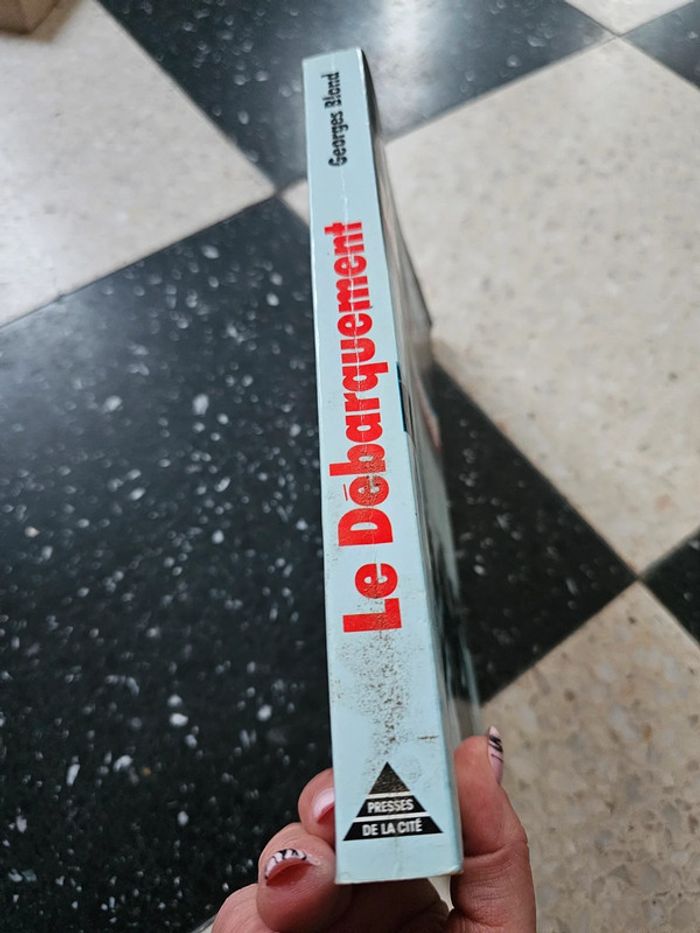 Georges Blond
Le Débarquement
PRESSES
DE LA CITÉ